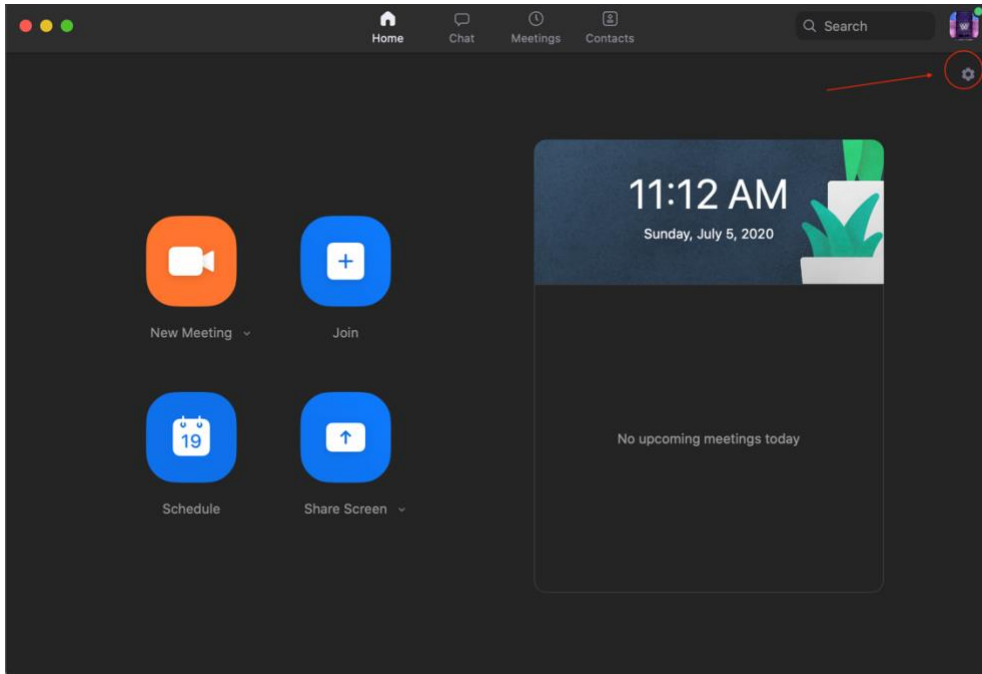 Home
Chat
Meetings
Contacts
Search
11:12 AM
Sunday, July 5, 2020
New Meeting
Join
19
Schedule
Share Screen
No upcoming meetings today